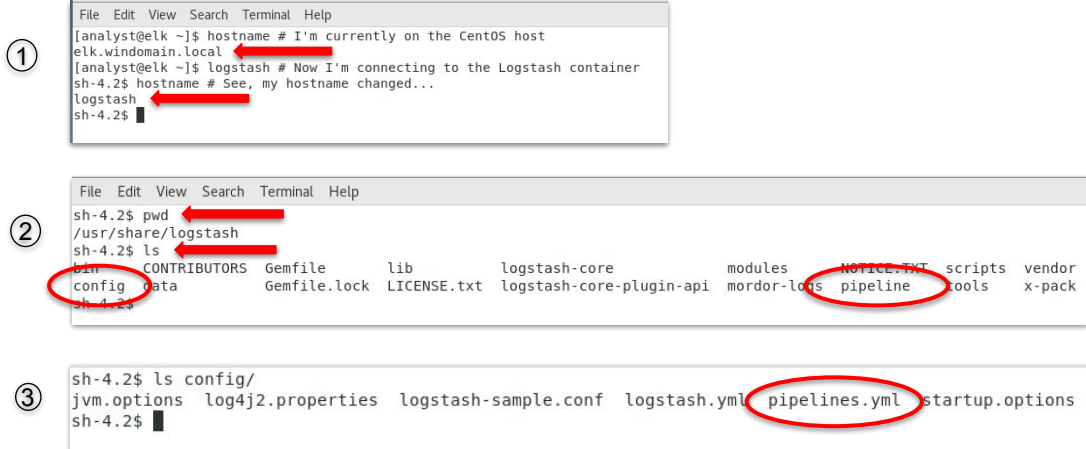 File Edit View Search Terminal Help
1
[analyst@elk ~]$ hostname # I'm currently on the CentOS host
elk.windomain.local
[analyst@elk ~]$ logstash # Now I'm connecting to the Logstash container
sh-4.2$ hostname # See, my hostname changed...
logstash
sh-4.2$
File Edit View Search Terminal Help
2
sh-4.2$ pwd
/usr/share/logstash
sh-4.2$ ls
bin CONTRIBUTORS Gemfile lib logstash-core modules NOTICE.TXT scripts vendor
config data Gemfile.lock LICENSE.txt logstash-core-plugin-api mordor-logs pipeline tools x-pack
sh-4.2$
3
sh-4.2$ ls config/
jvm.options log4j2.properties logstash-sample.conf logstash.yml pipelines.yml startup.options
sh-4.2$